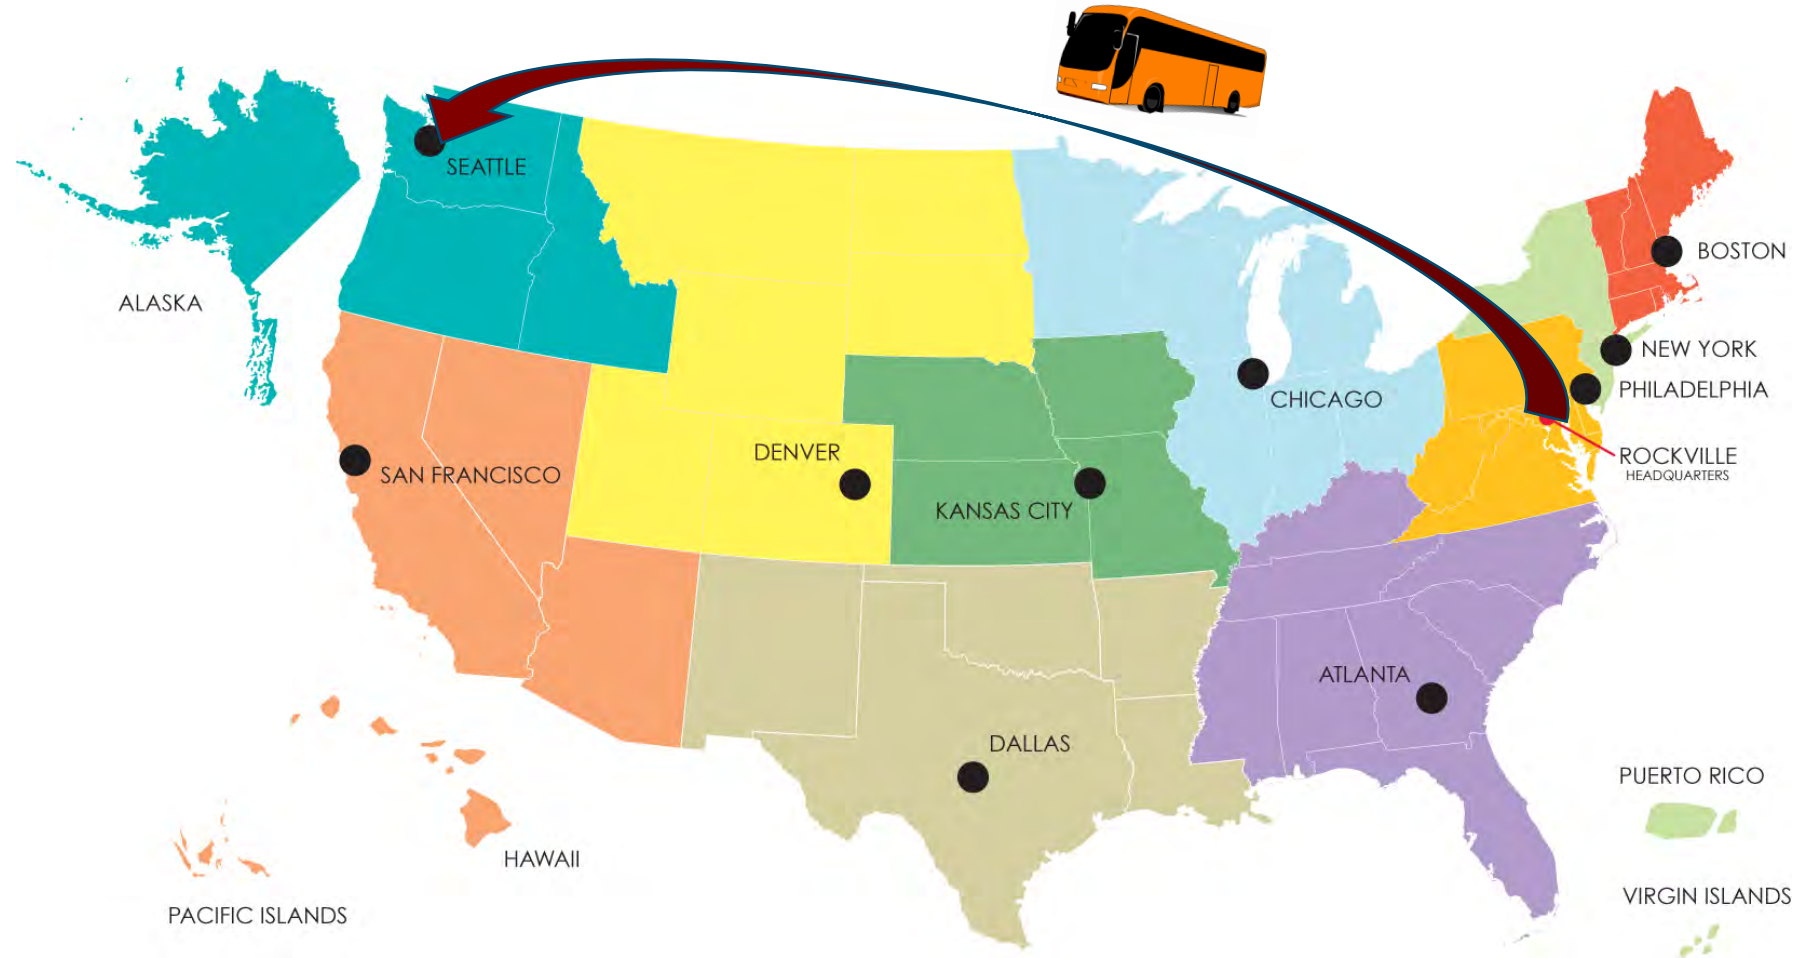 SEATTLE
BOSTON
ALASKA
NEW YORK
PHILADELPHIA
CHICAGO
DENVER
ROCKVILLE
HEADQUARTERS
SAN FRANCISCO
KANSAS CITY
ATLANTA
DALLAS
PUERTO RICO
HAWAII
VIRGIN ISLANDS
PACIFIC ISLANDS